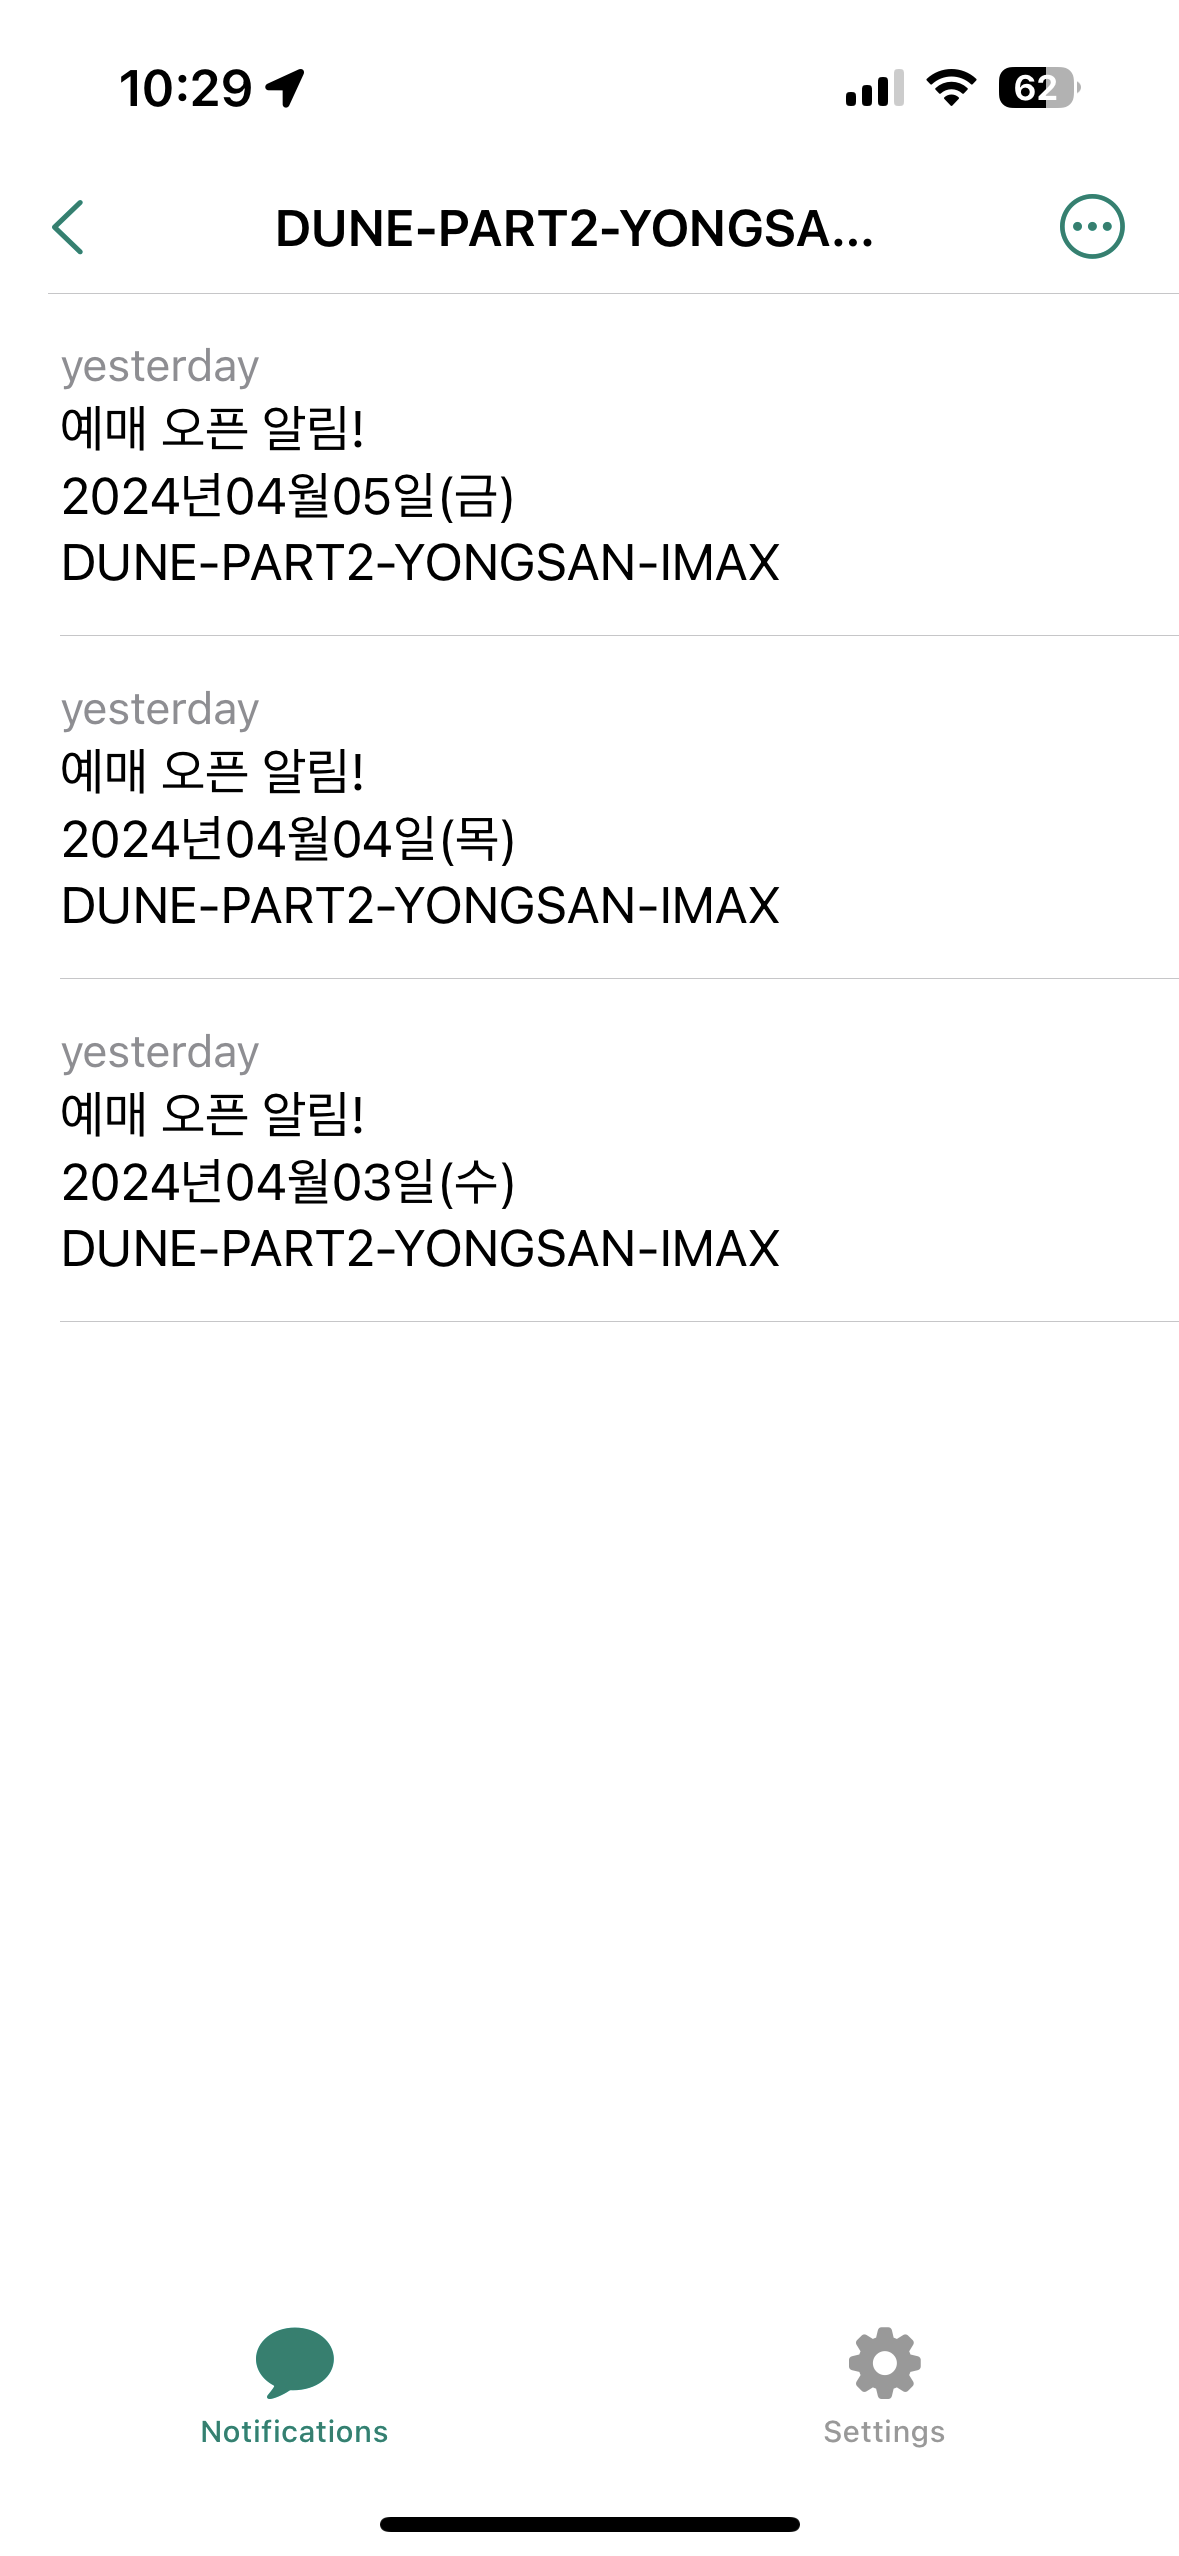 10:29
62
DUNE-PART2-YONGSA...
yesterday
예매 오픈 알림!
2024년04월05일(금)
DUNE-PART2-YONGSAN-IMAX
yesterday
예매 오픈 알림!
2024년04월04일(목)
DUNE-PART2-YONGSAN-IMAX
yesterday
예매 오픈 알림!
2024년04월03일(수)
DUNE-PART2-YONGSAN-IMAX
Notifications
Settings